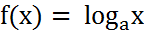 f(x) = logₐx